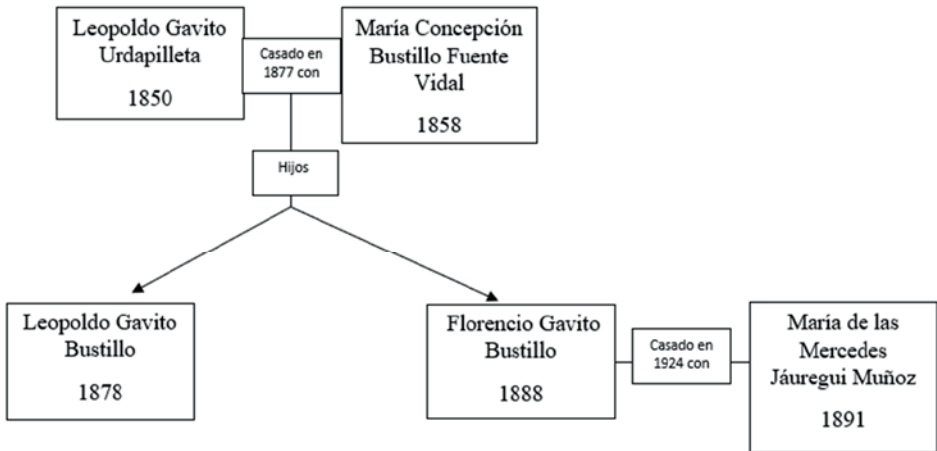 Leopoldo Gavito
Urdapilleta
1850
Casado en
1877 con
María Concepción
Bustillo Fuente
Vidal
1858
Hijos
Leopoldo Gavito
Bustillo
1878
Florencio Gavito
Bustillo
1888
Casado en
1924 con
María de las
Mercedes
Jáuregui Muñoz
1891